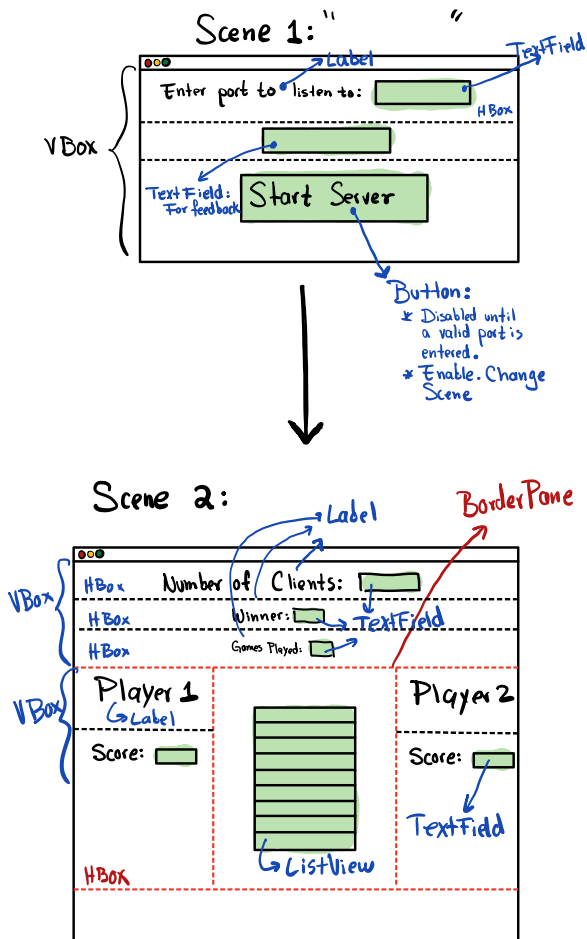 Scene 1: " "
Label
TextField
Enter port to listen to:
HBox
VBox
TextField:
For feedback
Start Server
Button:
* Disabled until
a valid port is
entered.
* Enable. Change
Scene
Scene 2:
BorderPane
Label
VBox
HBox
Number of Clients:
HBox
Winner:
TextField
HBox
Games Played:
VBox
Player 1
Label
Player 2
Score:
Score:
TextField
ListView
HBOX